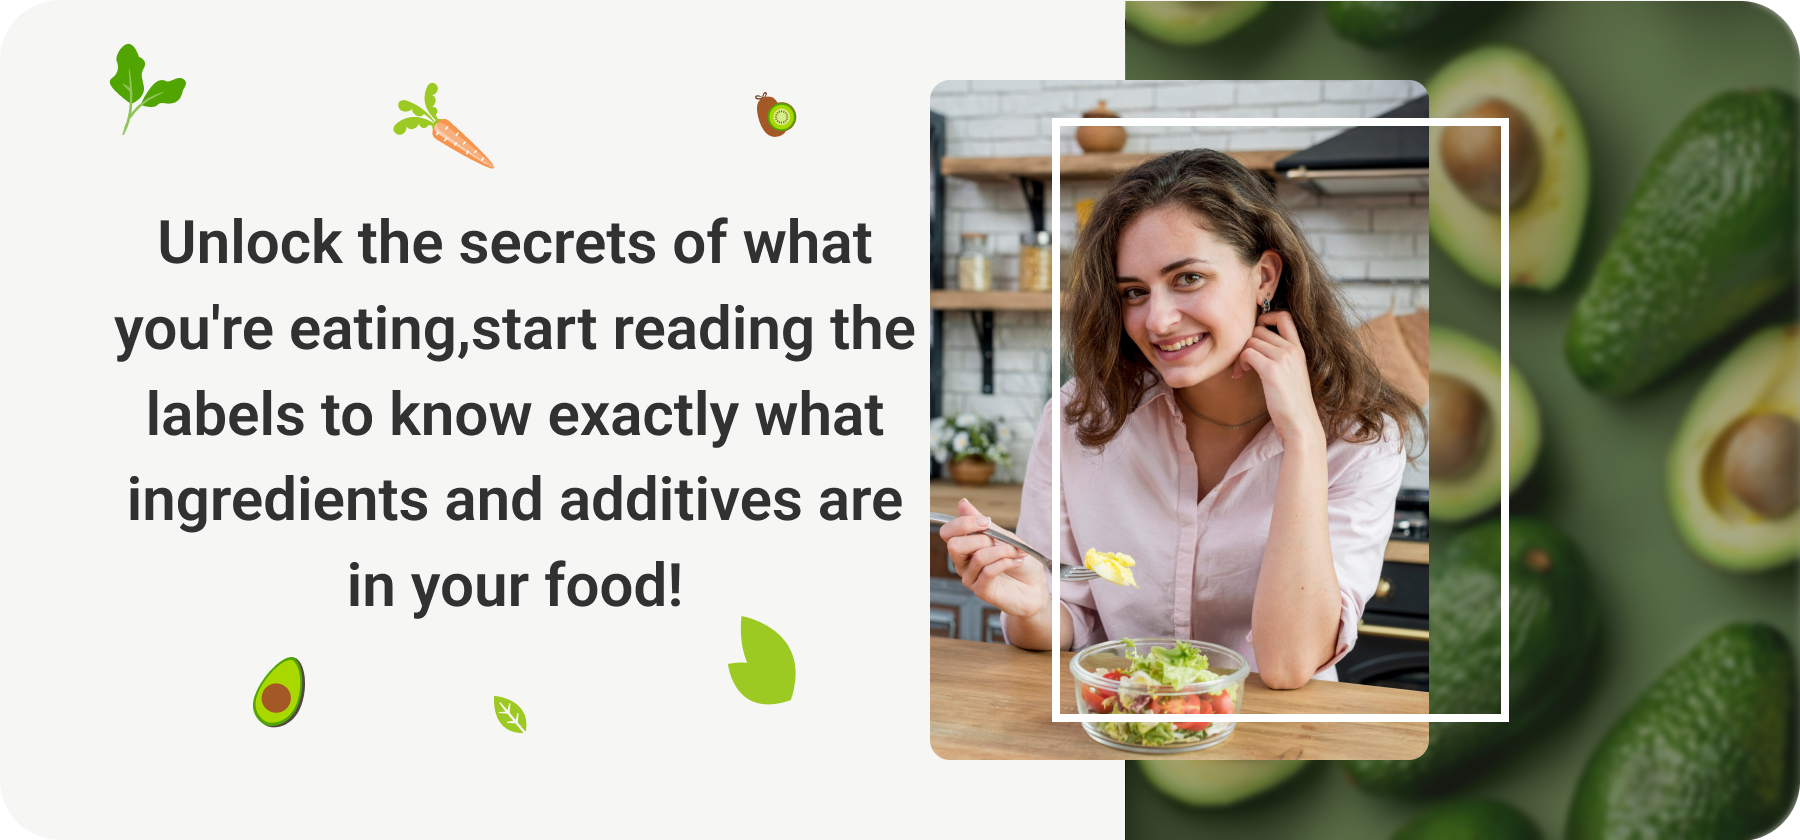 Unlock the secrets of what
you're eating,start reading the
labels to know exactly what
ingredients and additives are
in your food!